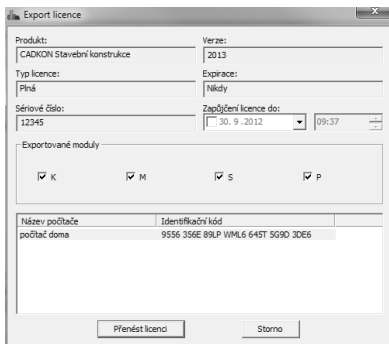 Export licence
Produkt: Verze:
CADKON Stavební konstrukce 2013
Typ licence: Expirace:
Plná Nikdy
Sériové číslo: Zapůjčení licence do:
12345 30. 9 .2012 09:37
Exportované moduly
K M S P
Název počítače Identifikační kód
počítač doma 9556 356E 89LP WML6 645T 5G9D 3DE6
Přenést licenci Storno